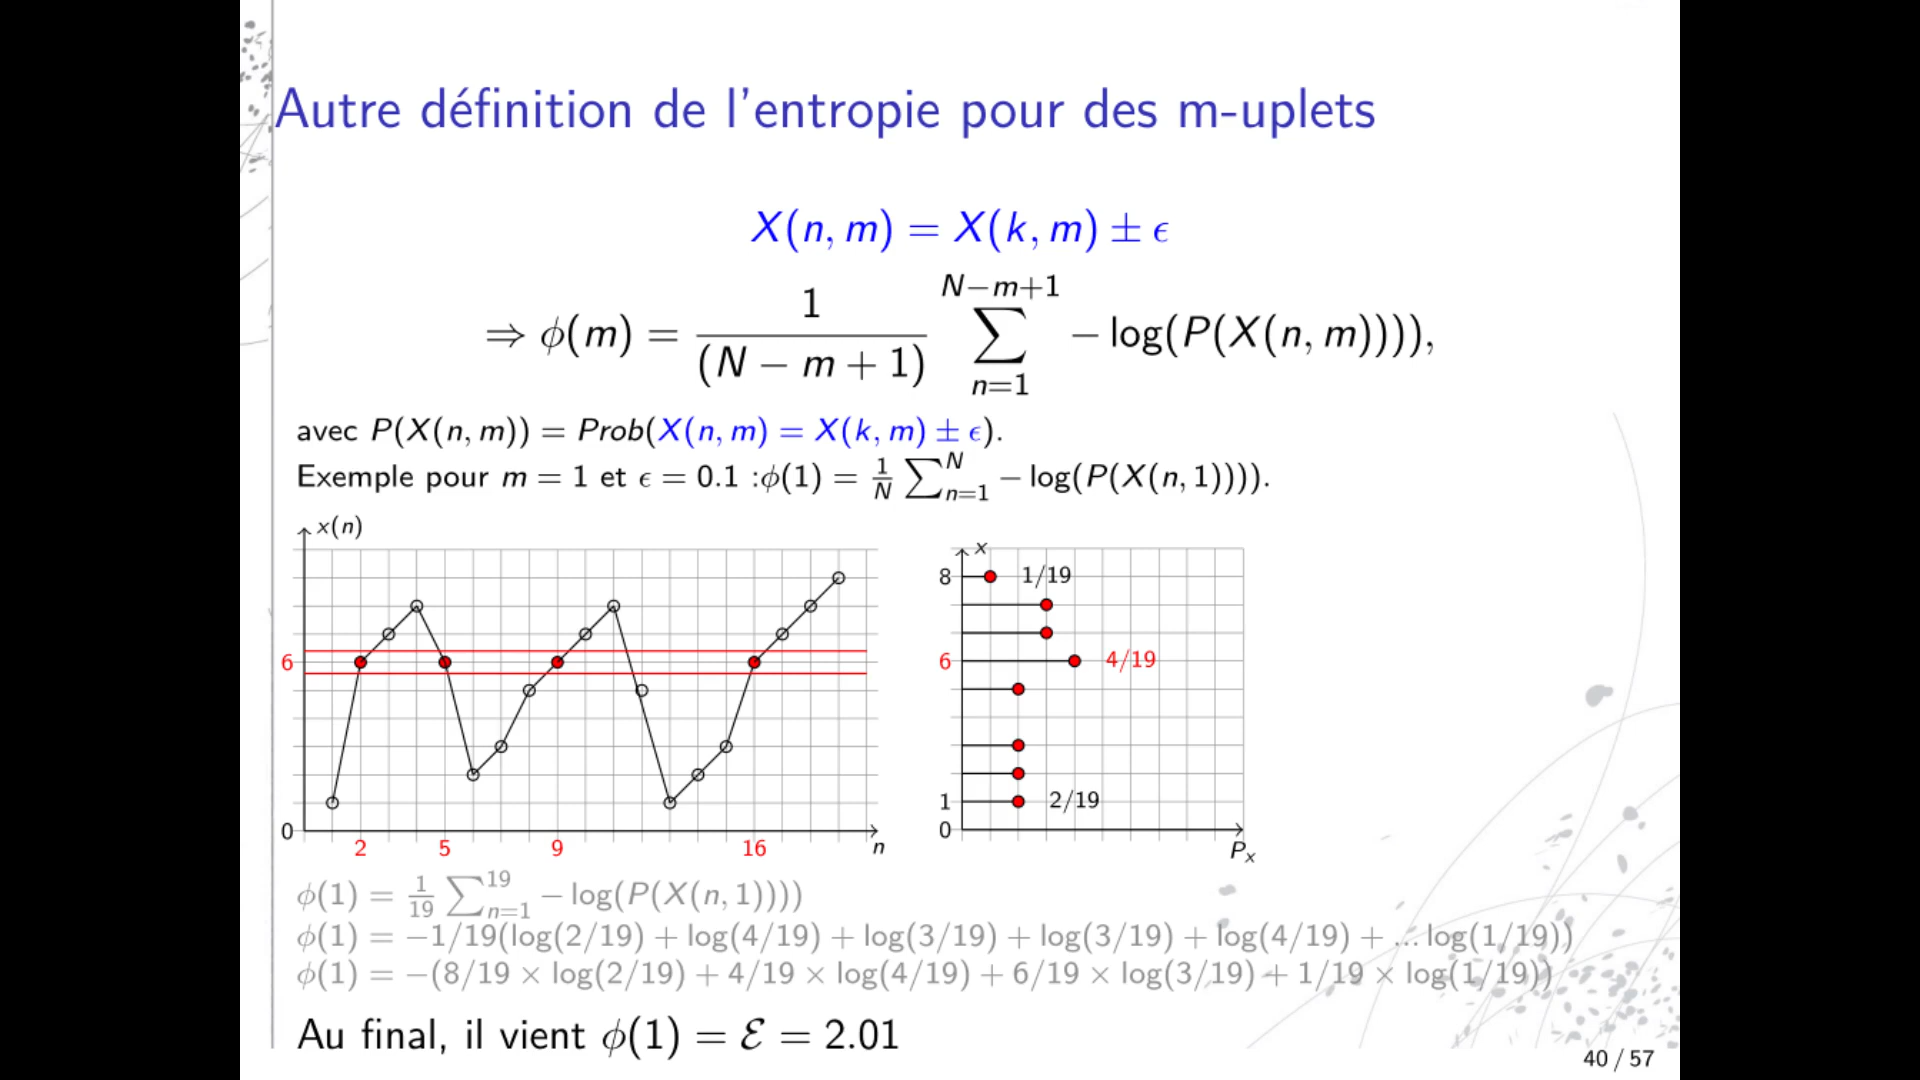 Autre définition de l'entropie pour des m-uplets
X(n, m) = X(k, m) ± ϵ
⇒ ϕ(m) = 1/(N − m + 1) ∑_{n=1}^{N−m+1} − log(P(X(n, m)))),
avec P(X(n, m)) = Prob(X(n, m) = X(k, m) ± ϵ).
Exemple pour m = 1 et ϵ = 0.1 :ϕ(1) = 1/N ∑_{n=1}^{N} − log(P(X(n, 1)))).
x(n)
6
0
2 5 9 16 n
x
8 1/19
6 4/19
1 2/19
0
Px
ϕ(1) = 1/19 ∑_{n=1}^{19} − log(P(X(n, 1))))
ϕ(1) = −1/19(log(2/19) + log(4/19) + log(3/19) + log(3/19) + log(4/19) + ... log(1/19))
ϕ(1) = −(8/19 × log(2/19) + 4/19 × log(4/19) + 6/19 × log(3/19) + 1/19 × log(1/19))
Au final, il vient ϕ(1) = ℰ = 2.01
40 / 57